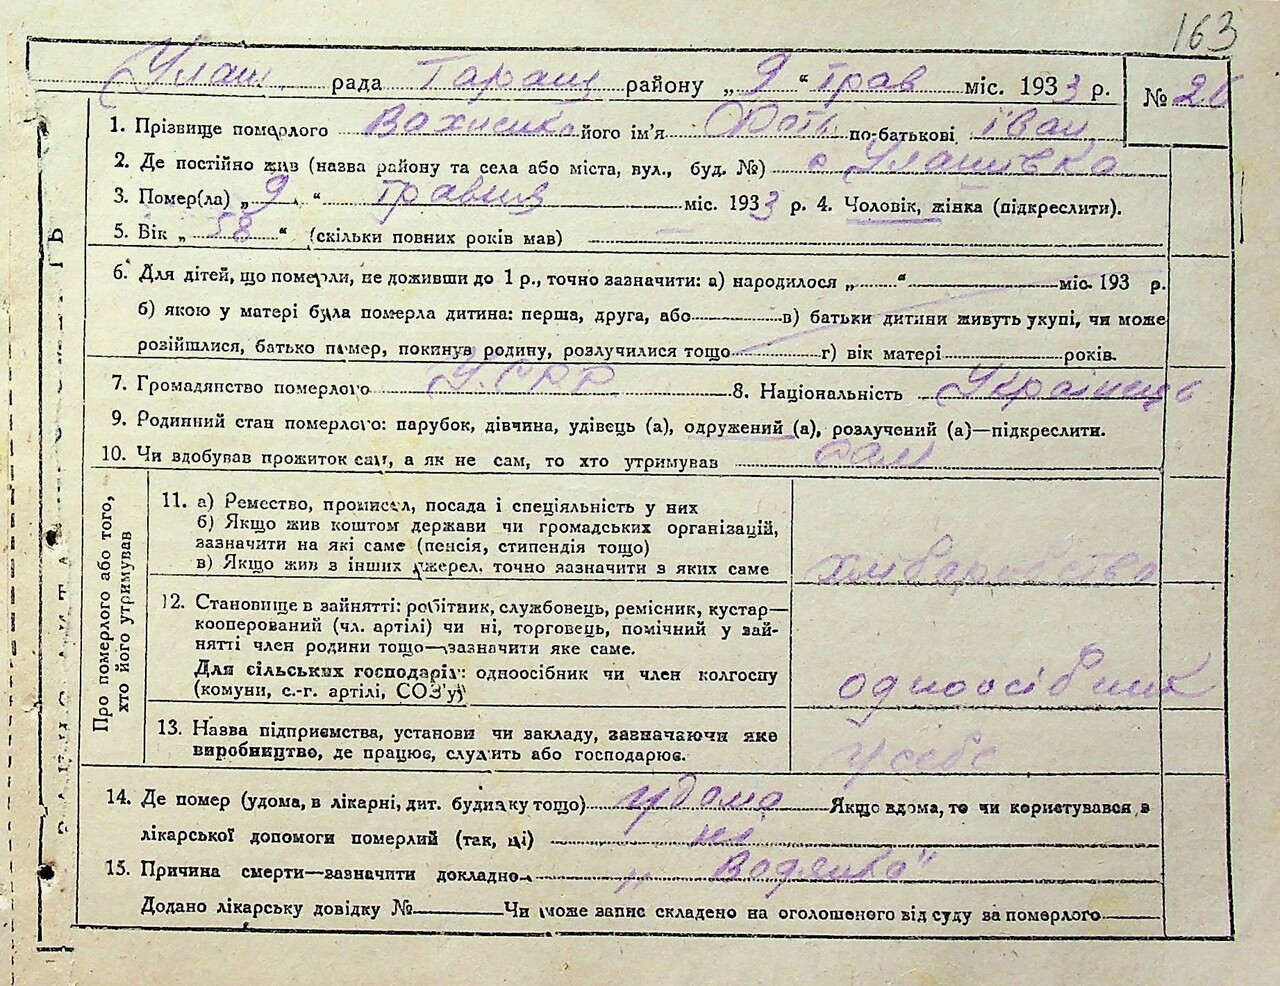 163
Улаш. рада Таращ району „ 9 “ трав міс. 1933 р. № 20
1. Прізвище померлого його ім'я по-батькові Іван
2. Де постійно жив (назва району та села або міста, вул., буд. №) с Улашівка
3. Помер(ла) „ 9 “ травня міс. 1933 р. 4. Чоловік, жінка (підкреслити).
5. Вік „ 58 “ (скільки повних років мав) —
6. Для дітей, що померли, не доживши до 1 р., точно зазначити: а) народилося „ “ міс. 193 р.
б) якою у матері була померла дитина: перша, друга, або в) батьки дитини живуть укупі, чи може
розійшлися, батько помер, покинув родину, розлучилися тощо г) вік матері років.
7. Громадянство померлого У.СРР 8. Національність Українець
9. Родинний стан померлого: парубок, дівчина, удівець (а), одружений (а), розлучений (а)—підкреслити.
10. Чи здобував прожиток сам, а як не сам, то хто утримував сам
Про померлого або того,
хто його утримував
11. а) Ремество, промисел, посада і спеціяльність у них
б) Якщо жив коштом держави чи громадських організацій,
зазначити на які саме (пенсія, стипендія тощо)
в) Якщо жив з інших джерел, точно зазначити з яких саме
хлібаробство
12. Становище в зайнятті: робітник, службовець, ремісник, кустар—
кооперований (чл. артілі) чи ні, торговець, помічний у зай-
нятті член родини тощо—зазначити яке саме.
Для сільських господарів: одноосібник чи член колгоспу
(комуни, с.-г. артілі, СОЗ'у)
одноосібник
13. Назва підприємства, установи чи закладу, зазначаючи яке
виробництво, де працює, служить або господарює.
у себе
14. Де помер (удома, в лікарні, дит. будинку тощо) удома Якщо вдома, то чи користувався з
лікарської допомоги померлий (так, ні) ні
15. Причина смерти—зазначити докладно „ Водянка“
Додано лікарську довідку № Чи може запис складено на оголошеного від суду за померлого